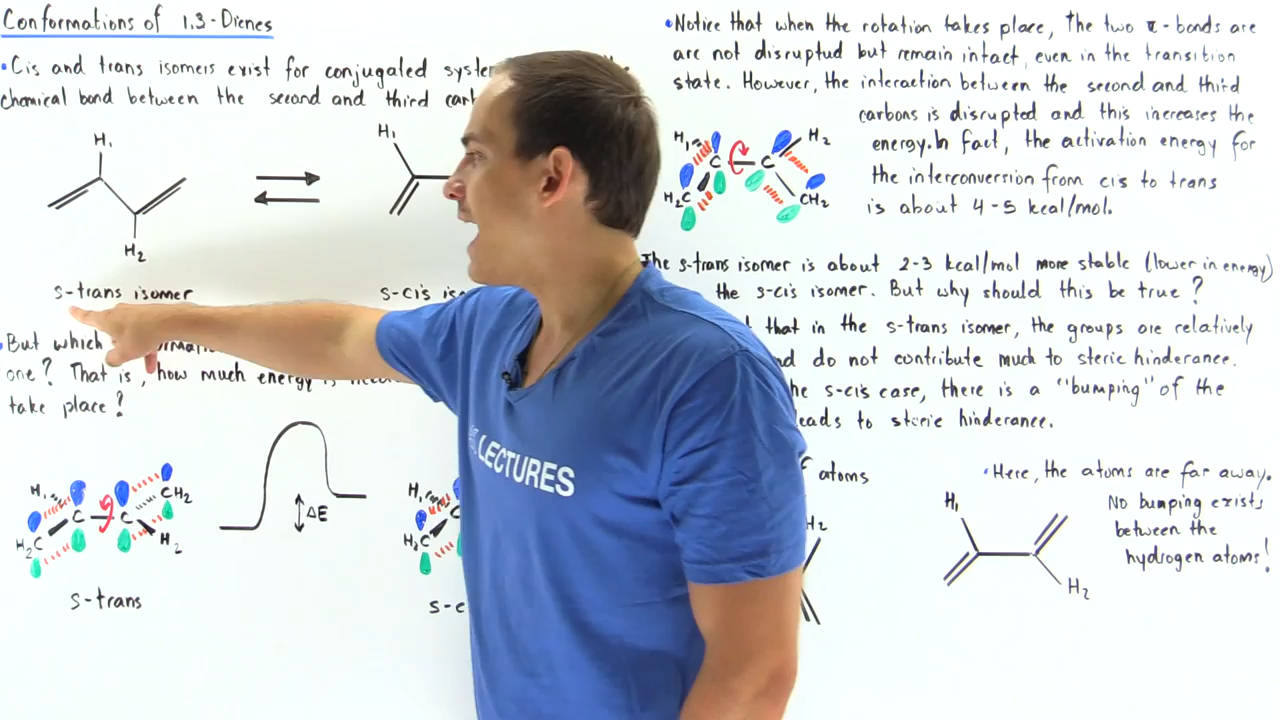 Conformations of 1,3-Dienes
• Cis and trans isomers exist for conjugated
chemical bond between the second and third
H₁
H₂
H₁
s-trans isomer
s-cis
• But which
one? That is, how much energy is
take place?
H₁
C C
CH₂
H₂C
H₂
ΔE
s-trans
H₁
C
H₂C
LECTURES
• Notice that when the rotation takes place, the two π-bonds are
are not disruptud but remain intact, even in the transition
state. However, the interaction between the second and third
carbons is disrupted and this increases the
energy. In fact, the activation energy for
the interconversion from cis to trans
is about 4-5 kcal/mol.
H₁
C C
H₂
H₂C
CH₂
The s-trans isomer is about 2-3 kcal/mol more stable (lower in energy)
the s-cis isomer. But why should this be true?
that in the s-trans isomer, the groups are relatively
do not contribute much to steric hinderance.
s-cis case, there is a "bumping" of the
to steric hinderance.
atoms
H₂
• Here, the atoms are far away.
No bumping exists
between the
hydrogen atoms!
H₁
H₂